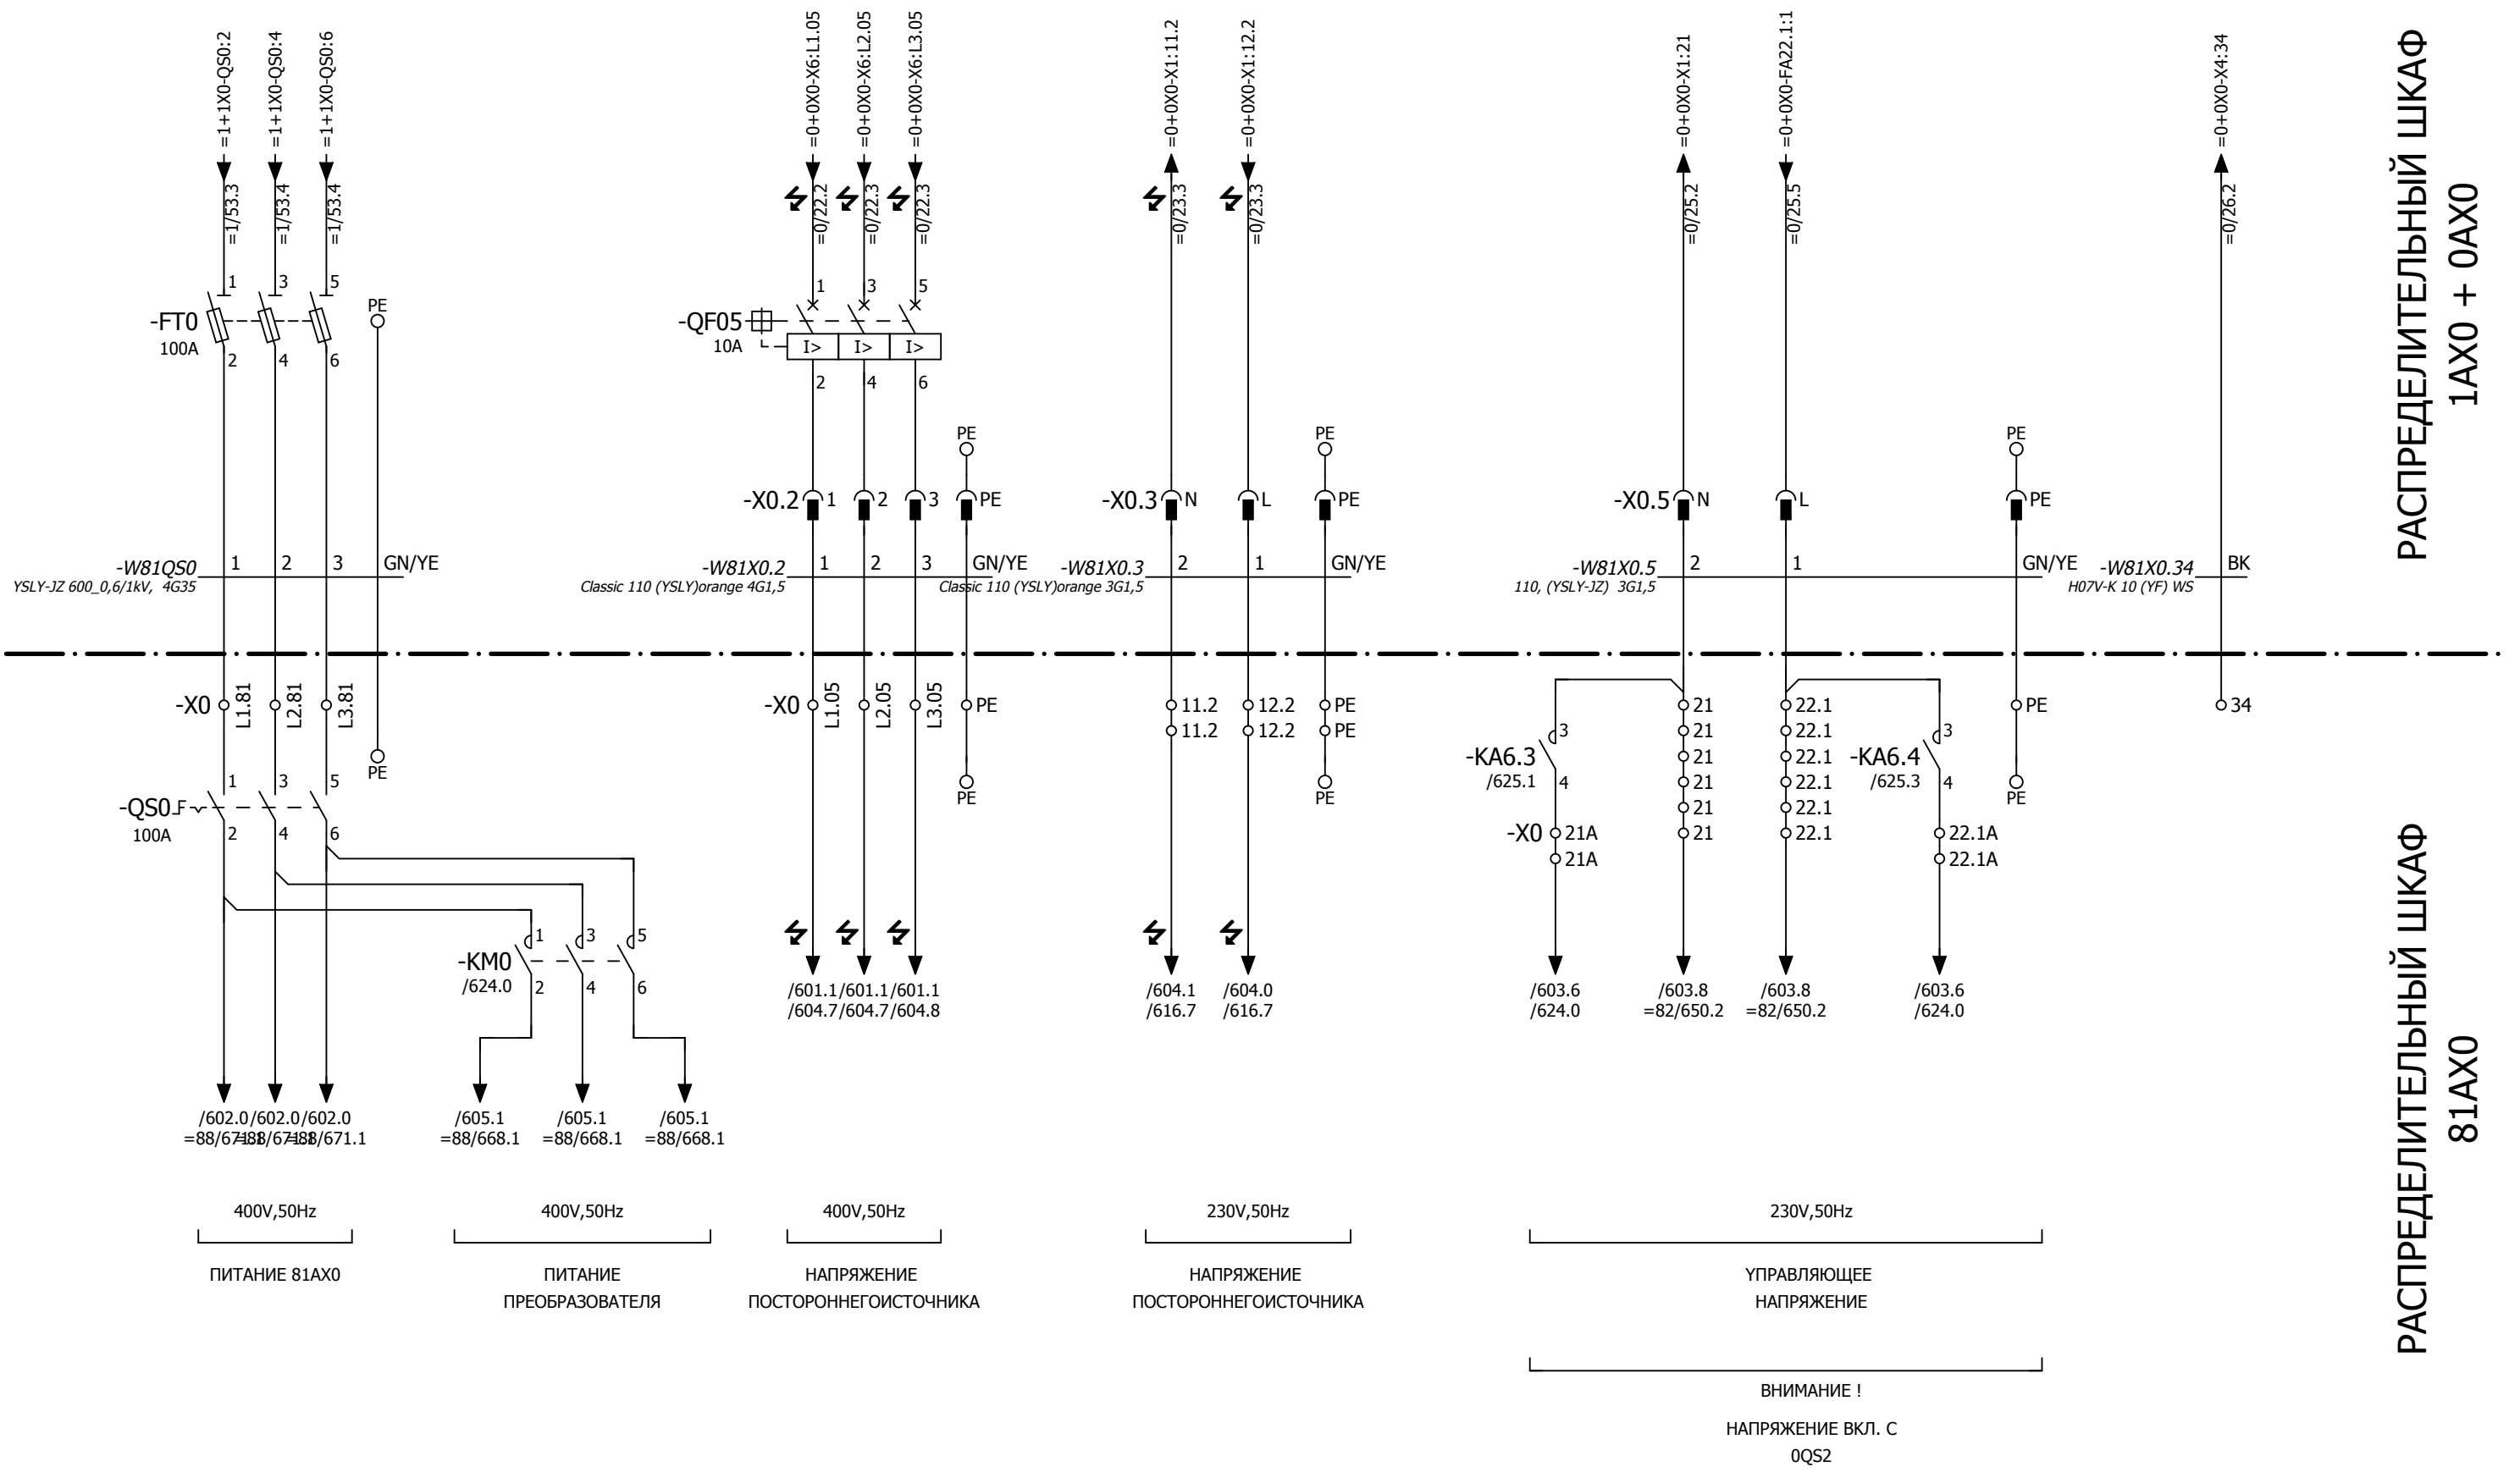 =1+1X0-QS0:2
=1+1X0-QS0:4
=1+1X0-QS0:6
=0+0X0-X6:L1.05
=0+0X0-X6:L2.05
=0+0X0-X6:L3.05
=0+0X0-X1:11.2
=0+0X0-X1:12.2
=0+0X0-X1:21
=0+0X0-FA22.1:1
=0+0X0-X4:34
=1/53.3
=1/53.4
=1/53.4
=0/22.2
=0/22.3
=0/22.3
=0/23.3
=0/23.3
=0/25.2
=0/25.5
=0/26.2
РАСПРЕДЕЛИТЕЛЬНЫЙ ШКАФ
1AX0 + 0AX0
1 3 5
-FT0
100A
2 4 6
PE
1 3 5
-QF05
10A
I> I> I>
2 4 6
PE
PE
PE
-X0.2 1 2 3 PE
-X0.3 N L PE
-X0.5 N L PE
-W81QS0 1 2 3 GN/YE
YSLY-JZ 600_0,6/1kV, 4G35
-W81X0.2 1 2 3 GN/YE
Classic 110 (YSLY)orange 4G1,5
-W81X0.3 2 1 GN/YE
Classic 110 (YSLY)orange 3G1,5
-W81X0.5 2 1 GN/YE
110, (YSLY-JZ) 3G1,5
-W81X0.34 BK
H07V-K 10 (YF) WS
-X0 L1.81 L2.81 L3.81
PE
-X0 L1.05 L2.05 L3.05 PE
PE
11.2 12.2 PE
11.2 12.2 PE
PE
21 22.1 PE 34
21 22.1
21 22.1
21 22.1
21 22.1
21 22.1
PE
-KA6.3 3
/625.1 4
-X0 21A
21A
-KA6.4 3
/625.3 4
22.1A
22.1A
1 3 5
-QS0
100A
2 4 6
1 3 5
-KM0
/624.0
2 4 6
/601.1 /601.1 /601.1
/604.7 /604.7 /604.8
/604.1 /604.0
/616.7 /616.7
/603.6 /603.8 /603.8 /603.6
/624.0 =82/650.2 =82/650.2 /624.0
/602.0 /602.0 /602.0
=88/671.1 =88/671.1 =88/671.1
/605.1 /605.1 /605.1
=88/668.1 =88/668.1 =88/668.1
РАСПРЕДЕЛИТЕЛЬНЫЙ ШКАФ
81AX0
400V,50Hz
ПИТАНИЕ 81AX0
400V,50Hz
ПИТАНИЕ
ПРЕОБРАЗОВАТЕЛЯ
400V,50Hz
НАПРЯЖЕНИЕ
ПОСТОРОННЕГОИСТОЧНИКА
230V,50Hz
НАПРЯЖЕНИЕ
ПОСТОРОННЕГОИСТОЧНИКА
230V,50Hz
YПРАВЛЯЮЩЕЕ
НАПРЯЖЕНИЕ
ВНИМАНИЕ !
НАПРЯЖЕНИЕ ВКЛ. С
0QS2